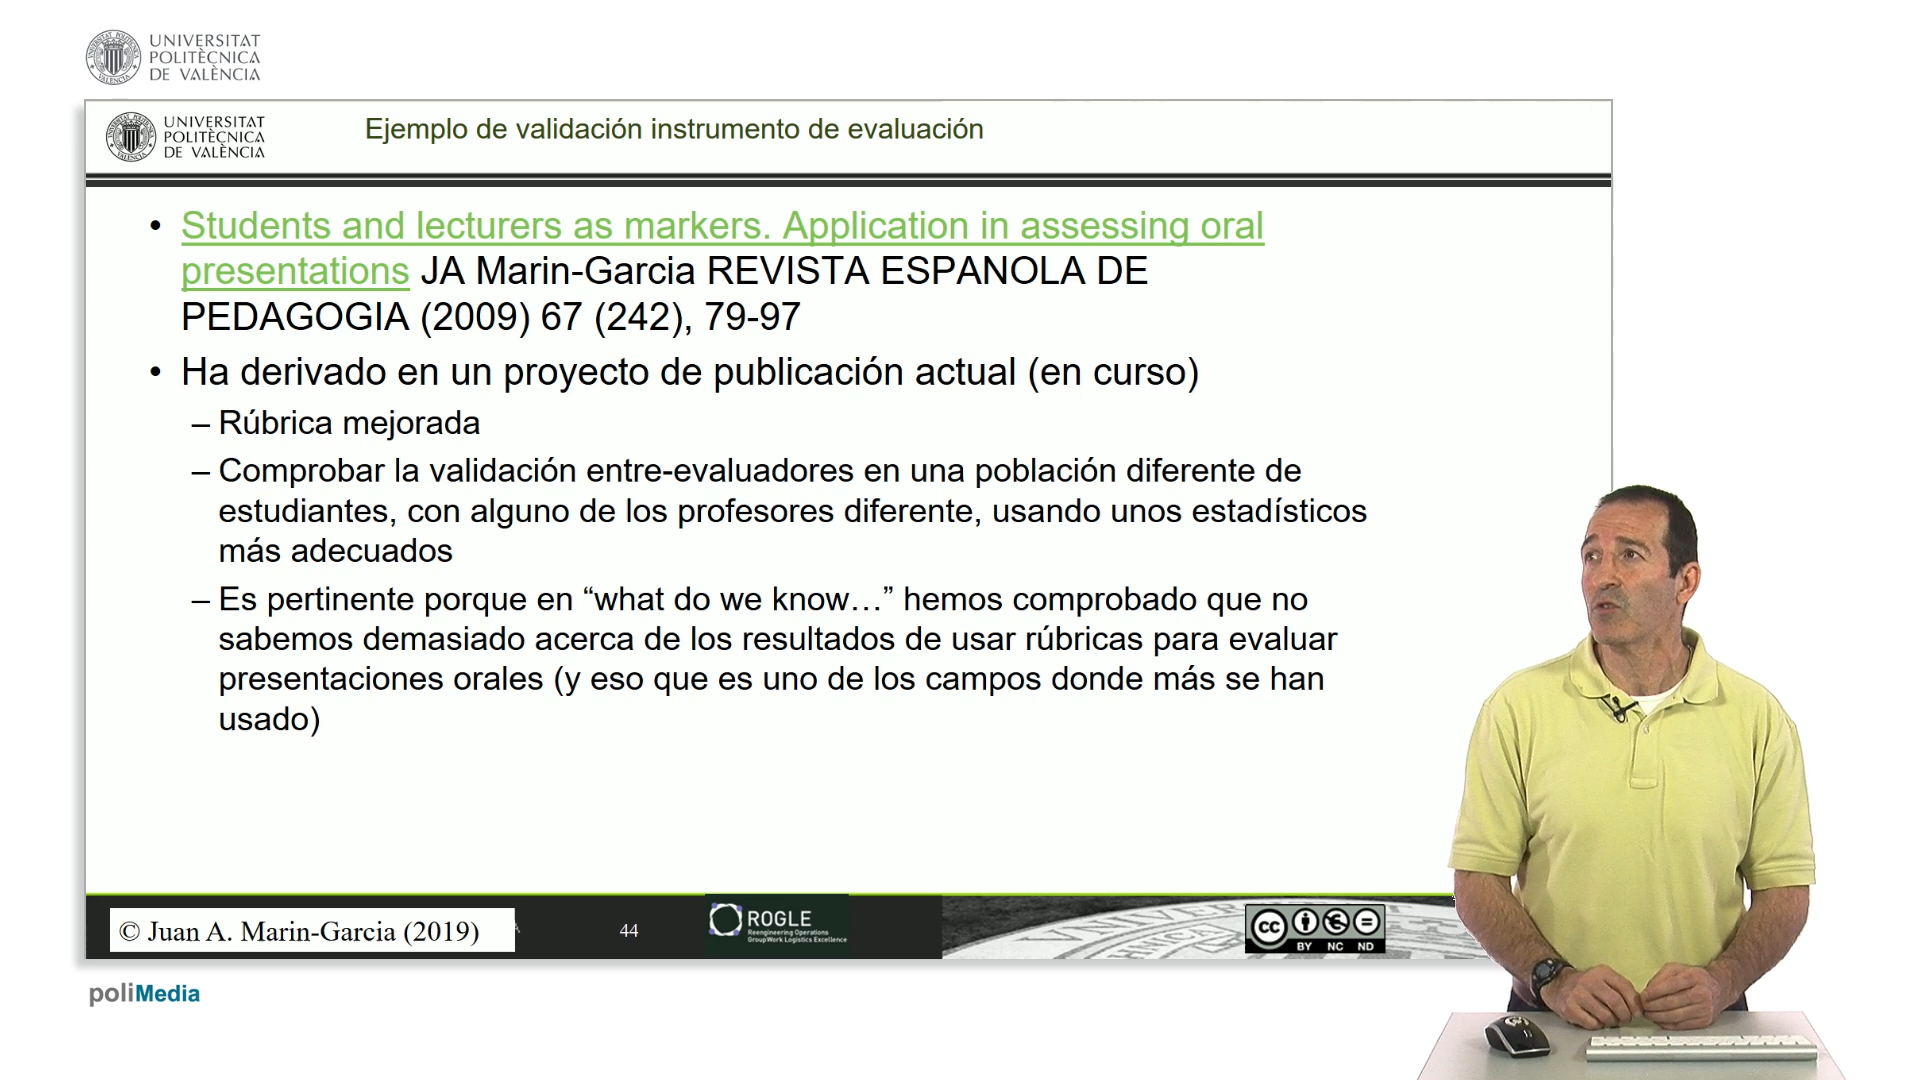 UNIVERSITAT
POLITÈCNICA
DE VALÈNCIA
UNIVERSITAT
POLITÈCNICA
DE VALÈNCIA
Ejemplo de validación instrumento de evaluación
• Students and lecturers as markers. Application in assessing oral
presentations JA Marin-Garcia REVISTA ESPANOLA DE
PEDAGOGIA (2009) 67 (242), 79-97
• Ha derivado en un proyecto de publicación actual (en curso)
– Rúbrica mejorada
– Comprobar la validación entre-evaluadores en una población diferente de
estudiantes, con alguno de los profesores diferente, usando unos estadísticos
más adecuados
– Es pertinente porque en “what do we know…” hemos comprobado que no
sabemos demasiado acerca de los resultados de usar rúbricas para evaluar
presentaciones orales (y eso que es uno de los campos donde más se han
usado)
© Juan A. Marin-Garcia (2019)
44
ROGLE
Reengineering Operations
GroupWork Logistics Excellence
cc
BY NC ND
poliMedia